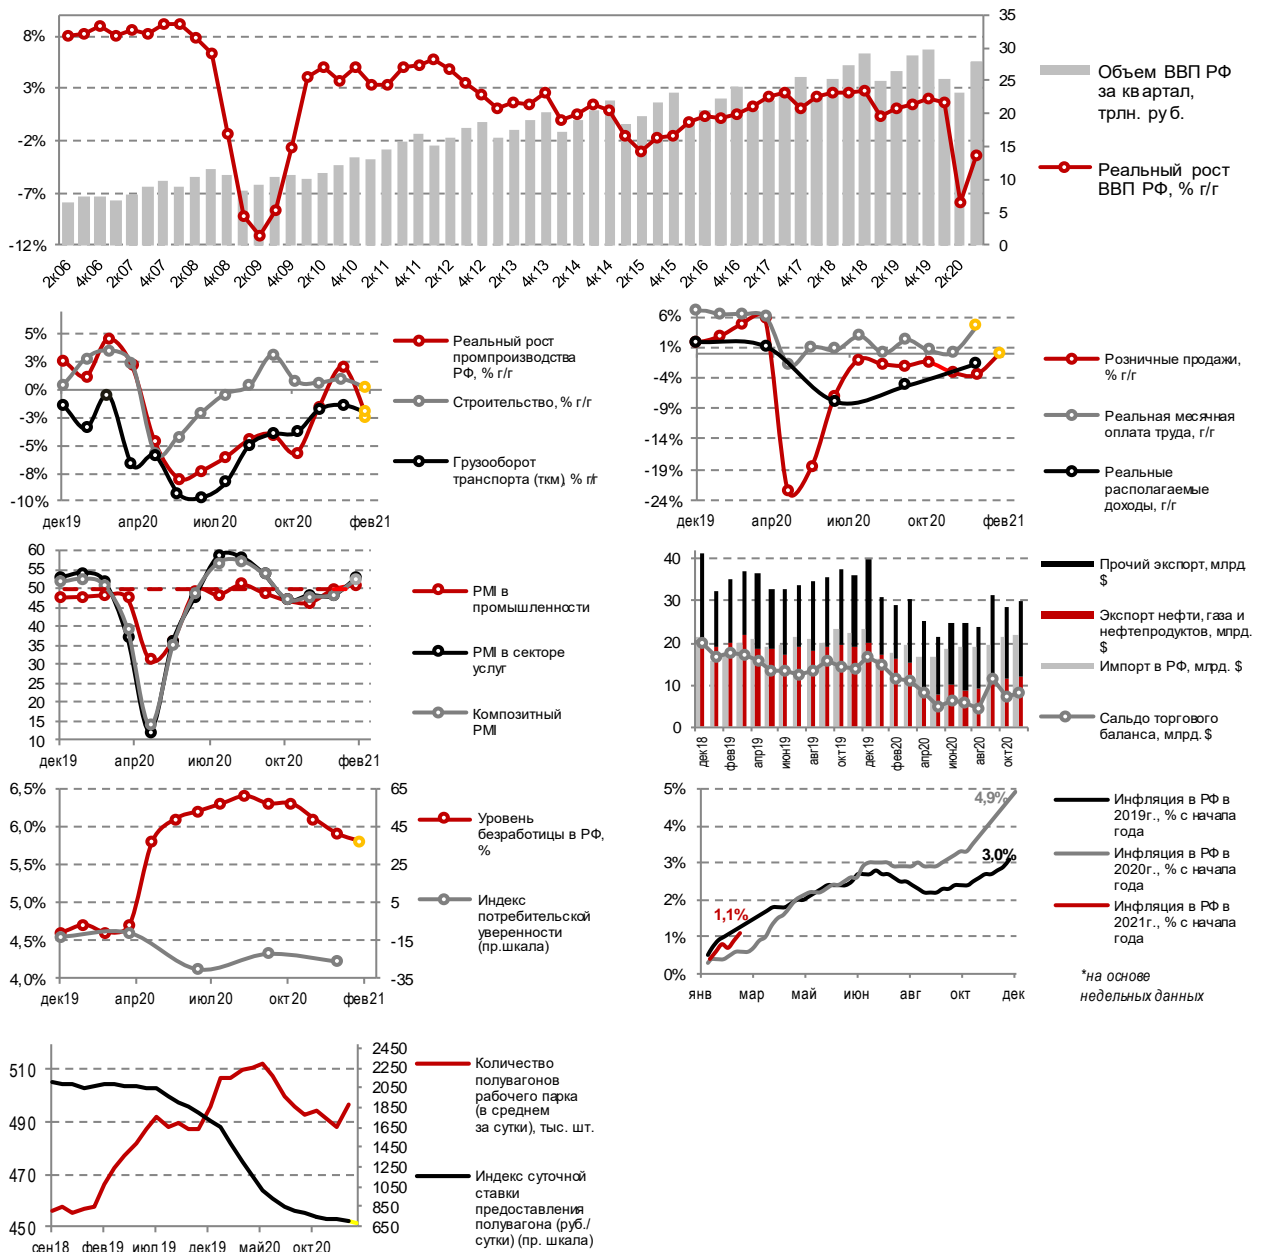 8%
3%
-2%
-7%
-12%
35
30
25
20
15
10
5
0
2к06
4к06
2к07
4к07
2к08
4к08
2к09
4к09
2к10
4к10
2к11
4к11
2к12
4к12
2к13
4к13
2к14
4к14
2к15
4к15
2к16
4к16
2к17
4к17
2к18
4к18
2к19
4к19
2к20
Объем ВВП РФ
за квартал,
трлн. руб.
Реальный рост
ВВП РФ, % г/г
5%
3%
0%
-3%
-5%
-8%
-10%
дек19
апр20
июл20
окт20
фев21
Реальный рост
промпроизводства
РФ, % г/г
Строительство, % г/г
Грузооборот
транспорта (ткм), % г/г
6%
1%
-4%
-9%
-14%
-19%
-24%
дек19
апр20
июл20
окт20
фев21
Розничные продажи,
% г/г
Реальная месячная
оплата труда, г/г
Реальные
располагаемые
доходы, г/г
60
55
50
45
40
35
30
25
20
15
10
дек19
апр20
июл20
окт20
фев21
PMI в
промышленности
PMI в секторе
услуг
Композитный
PMI
40
30
20
10
0
дек18
фев19
апр19
июн19
авг19
окт19
дек19
фев20
апр20
июн20
авг20
окт20
Прочий экспорт, млрд.
$
Экспорт нефти, газа и
нефтепродуктов, млрд.
$
Импорт в РФ, млрд. $
Сальдо торгового
баланса, млрд. $
6,5%
6,0%
5,5%
5,0%
4,5%
4,0%
65
45
25
5
-15
-35
дек19
апр20
июл20
окт20
фев21
Уровень
безработицы в РФ,
%
Индекс
потребительской
уверенности
(пр.шкала)
5%
4%
3%
2%
1%
0%
4,9%
3,0%
1,1%
янв
мар
май
июн
авг
окт
дек
Инфляция в РФ в
2019г., % с начала
года
Инфляция в РФ в
2020г., % с начала
года
Инфляция в РФ в
2021г., % с начала
года
*на основе
недельных данных
510
490
470
450
2450
2250
2050
1850
1650
1450
1250
1050
850
650
сен18
фев19
июл19
дек19
май20
окт20
Количество
полувагонов
рабочего парка
(в среднем
за сутки), тыс. шт.
Индекс суточной
ставки
предоставления
полувагона (руб./
сутки) (пр. шкала)